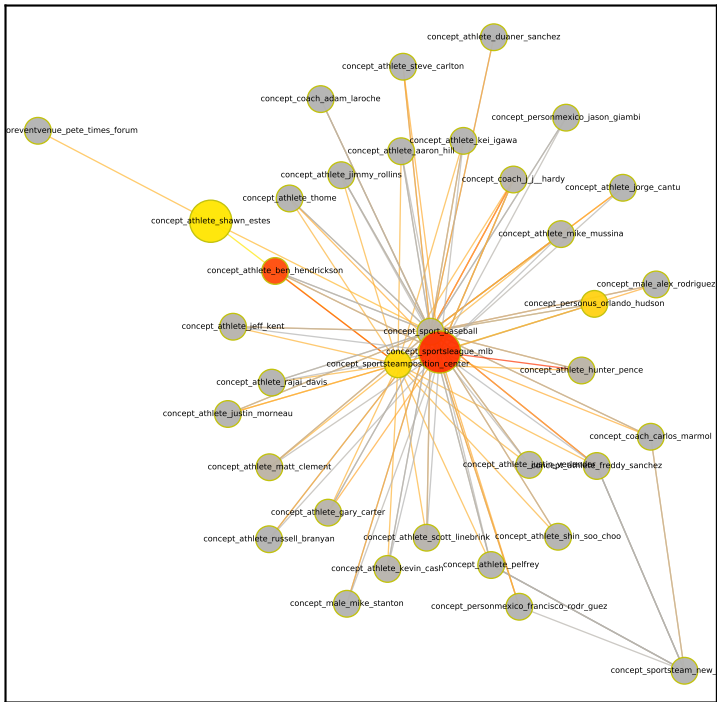 concept_athlete_duaner_sanchez
concept_athlete_steve_carlton
concept_coach_adam_laroche
concept_personmexico_jason_giambi
oreventvenue_pete_times_forum
concept_athlete_kei_igawa
concept_athlete_aaron_hill
concept_athlete_jimmy_rollins
concept_coach_j_j__hardy
concept_athlete_jorge_cantu
concept_athlete_thome
concept_athlete_shawn_estes
concept_athlete_mike_mussina
concept_athlete_ben_hendrickson
concept_male_alex_rodriguez
concept_personus_orlando_hudson
concept_athlete_jeff_kent
concept_sport_baseball
concept_sportsleague_mlb
concept_sportsteamposition_center
concept_athlete_hunter_pence
concept_athlete_rajai_davis
concept_athlete_justin_morneau
concept_coach_carlos_marmol
concept_athlete_matt_clement
concept_athlete_freddy_sanchez
concept_athlete_gary_carter
concept_athlete_russell_branyan
concept_athlete_scott_linebrink
concept_athlete_shin_soo_choo
concept_athlete_kevin_cash
concept_athlete_pelfrey
concept_male_mike_stanton
concept_personmexico_francisco_rodr_guez
concept_sportsteam_new_